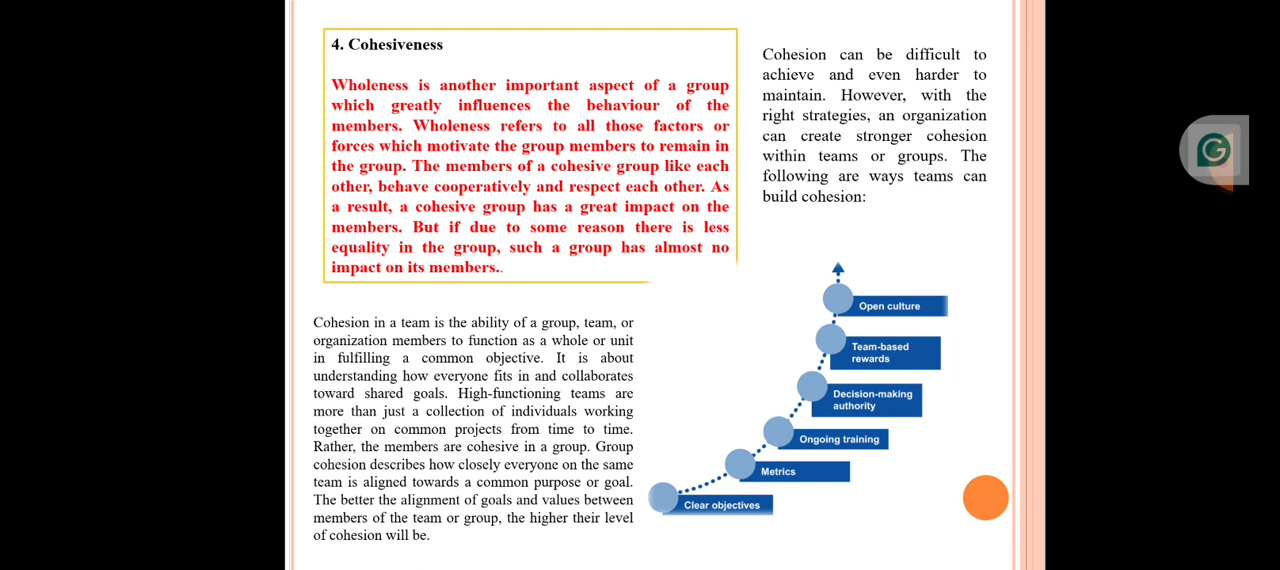 4. Cohesiveness
Wholeness is another important aspect of a group
which greatly influences the behaviour of the
members. Wholeness refers to all those factors or
forces which motivate the group members to remain in
the group. The members of a cohesive group like each
other, behave cooperatively and respect each other. As
a result, a cohesive group has a great impact on the
members. But if due to some reason there is less
equality in the group, such a group has almost no
impact on its members..
Cohesion can be difficult to
achieve and even harder to
maintain. However, with the
right strategies, an organization
can create stronger cohesion
within teams or groups. The
following are ways teams can
build cohesion:
Cohesion in a team is the ability of a group, team, or
organization members to function as a whole or unit
in fulfilling a common objective. It is about
understanding how everyone fits in and collaborates
toward shared goals. High-functioning teams are
more than just a collection of individuals working
together on common projects from time to time.
Rather, the members are cohesive in a group. Group
cohesion describes how closely everyone on the same
team is aligned towards a common purpose or goal.
The better the alignment of goals and values between
members of the team or group, the higher their level
of cohesion will be.
Open culture
Team-based
rewards
Decision-making
authority
Ongoing training
Metrics
Clear objectives